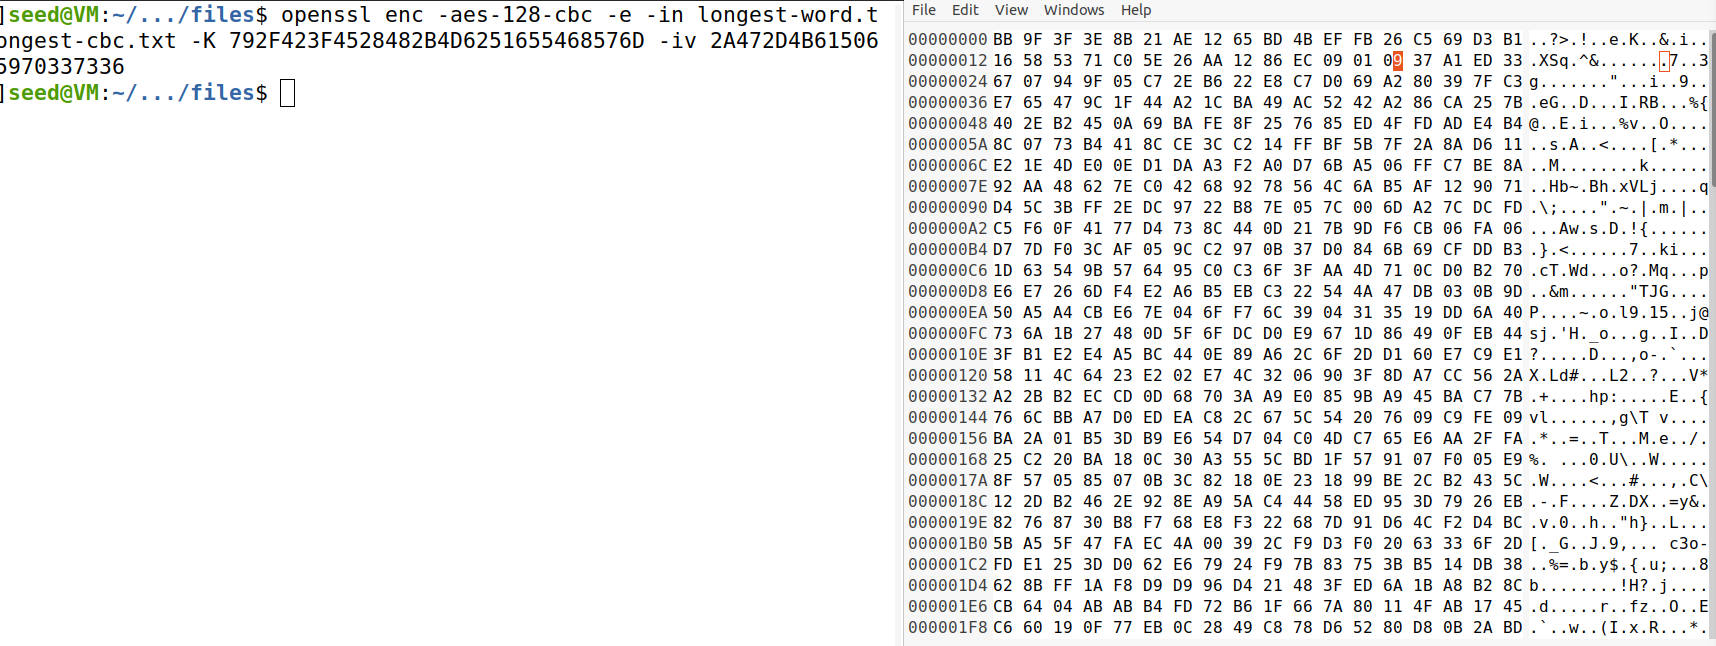 ]seed@VM:~/.../files$ openssl enc -aes-128-cbc -e -in longest-word.t
ongest-cbc.txt -K 792F423F4528482B4D6251655468576D -iv 2A472D4B61506
5970337336
]seed@VM:~/.../files$
File Edit View Windows Help
00000000 BB 9F 3F 3E 8B 21 AE 12 65 BD 4B EF FB 26 C5 69 D3 B1 ..?>.!..e.K..&.i..
00000012 16 58 53 71 C0 5E 26 AA 12 86 EC 09 01 09 37 A1 ED 33 .XSq.^&.......7..3
00000024 67 07 94 9F 05 C7 2E B6 22 E8 C7 D0 69 A2 80 39 7F C3 g......."...i..9..
00000036 E7 65 47 9C 1F 44 A2 1C BA 49 AC 52 42 A2 86 CA 25 7B .eG..D...I.RB...%{
00000048 40 2E B2 45 0A 69 BA FE 8F 25 76 85 ED 4F FD AD E4 B4 @..E.i...%v..O....
0000005A 8C 07 73 B4 41 8C CE 3C C2 14 FF BF 5B 7F 2A 8A D6 11 ..s.A..<....[.*...
0000006C E2 1E 4D E0 0E D1 DA A3 F2 A0 D7 6B A5 06 FF C7 BE 8A ..M........k......
0000007E 92 AA 48 62 7E C0 42 68 92 78 56 4C 6A B5 AF 12 90 71 ..Hb~.Bh.xVLj....q
00000090 D4 5C 3B FF 2E DC 97 22 B8 7E 05 7C 00 6D A2 7C DC FD .\;....".~.|.m.|..
000000A2 C5 F6 0F 41 77 D4 73 8C 44 0D 21 7B 9D F6 CB 06 FA 06 ...Aw.s.D.!{......
000000B4 D7 7D F0 3C AF 05 9C C2 97 0B 37 D0 84 6B 69 CF DD B3 .}.<......7..ki...
000000C6 1D 63 54 9B 57 64 95 C0 C3 6F 3F AA 4D 71 0C D0 B2 70 .cT.Wd...o?.Mq...p
000000D8 E6 E7 26 6D F4 E2 A6 B5 EB C3 22 54 4A 47 DB 03 0B 9D ..&m......"TJG....
000000EA 50 A5 A4 CB E6 7E 04 6F F7 6C 39 04 31 35 19 DD 6A 40 P....~.o.l9.15..j@
000000FC 73 6A 1B 27 48 0D 5F 6F DC D0 E9 67 1D 86 49 0F EB 44 sj.'H._o...g..I..D
0000010E 3F B1 E2 E4 A5 BC 44 0E 89 A6 2C 6F 2D D1 60 E7 C9 E1 ?.....D...,o-.`...
00000120 58 11 4C 64 23 E2 02 E7 4C 32 06 90 3F 8D A7 CC 56 2A X.Ld#...L2..?...V*
00000132 A2 2B B2 EC CD 0D 68 70 3A A9 E0 85 9B A9 45 BA C7 7B .+....hp:.....E..{
00000144 76 6C BB A7 D0 ED EA C8 2C 67 5C 54 20 76 09 C9 FE 09 vl......,g\T v....
00000156 BA 2A 01 B5 3D B9 E6 54 D7 04 C0 4D C7 65 E6 AA 2F FA .*..=..T...M.e../.
00000168 25 C2 20 BA 18 0C 30 A3 55 5C BD 1F 57 91 07 F0 05 E9 %. ...0.U\..W.....
0000017A 8F 57 05 85 07 0B 3C 82 18 0E 23 18 99 BE 2C B2 43 5C .W....<...#...,.C\
0000018C 12 2D B2 46 2E 92 8E A9 5A C4 44 58 ED 95 3D 79 26 EB .-.F....Z.DX..=y&.
0000019E 82 76 87 30 B8 F7 68 E8 F3 22 68 7D 91 D6 4C F2 D4 BC .v.0..h.."h}..L...
000001B0 5B A5 5F 47 FA EC 4A 00 39 2C F9 D3 F0 20 63 33 6F 2D [._G..J.9,... c3o-
000001C2 FD E1 25 3D D0 62 E6 79 24 F9 7B 83 75 3B B5 14 DB 38 ..%=.b.y$.{.u;...8
000001D4 62 8B FF 1A F8 D9 D9 96 D4 21 48 3F ED 6A 1B A8 B2 8C b........!H?.j....
000001E6 CB 64 04 AB AB B4 FD 72 B6 1F 66 7A 80 11 4F AB 17 45 .d.....r..fz..O..E
000001F8 C6 60 19 0F 77 EB 0C 28 49 C8 78 D6 52 80 D8 0B 2A BD .`..w..(I.x.R...*.